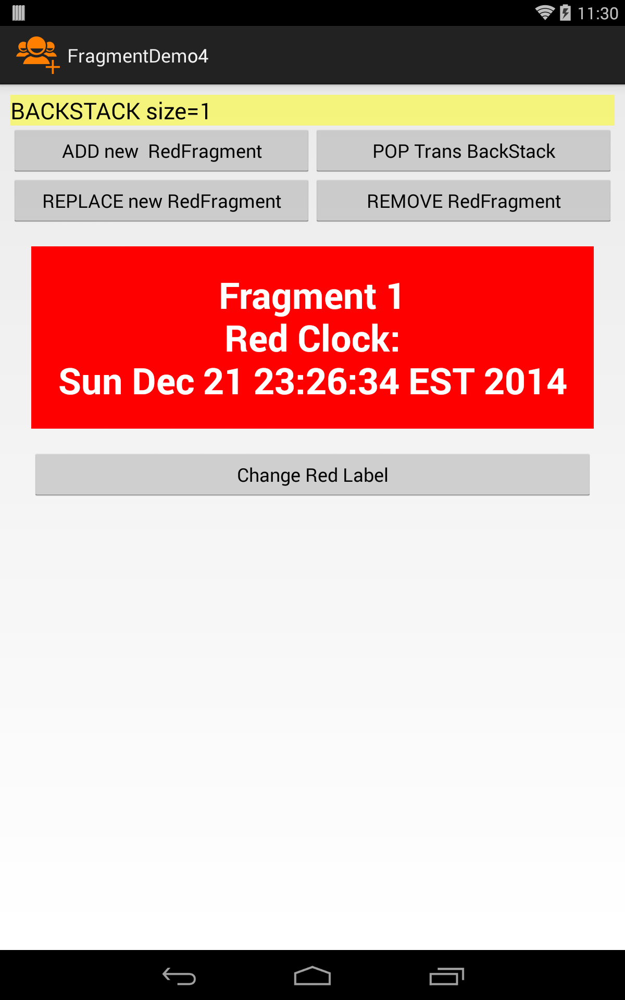 11:30
FragmentDemo4
BACKSTACK size=1
ADD new  RedFragment
POP Trans BackStack
REPLACE new RedFragment
REMOVE RedFragment
Fragment 1
Red Clock:
Sun Dec 21 23:26:34 EST 2014
Change Red Label